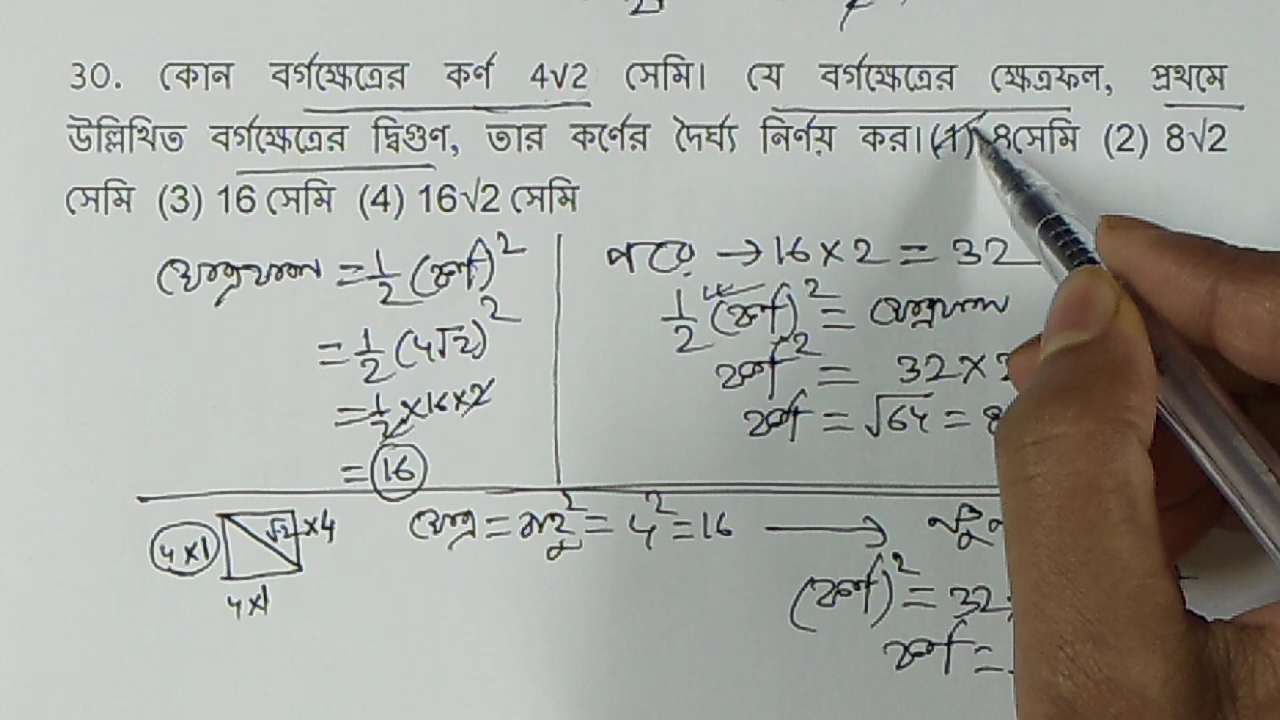 30. কোন বর্গক্ষেত্রের কর্ণ 4√2 সেমি। যে বর্গক্ষেত্রের ক্ষেত্রফল, প্রথমে
উল্লিখিত বর্গক্ষেত্রের দ্বিগুন, তার কর্ণের দৈর্ঘ্য নির্ণয় কর। (1) 8সেমি (2) 8√2
সেমি (3) 16 সেমি (4) 16√2 সেমি
ক্ষেত্রফল = 1/2 (কর্ণ)²
= 1/2 (4√2)²
= 1/2 × 16 × 2
= 16
পরে → 16 × 2 = 32
1/2 (কর্ণ)² = ক্ষেত্রফল
কর্ণ² = 32 × 2
কর্ণ = √64 = 8
4×1 √2 × 4
4×1
ক্ষেত্র = বাহু² = 4² = 16 →
(কর্ণ)² = 32
কর্ণ =